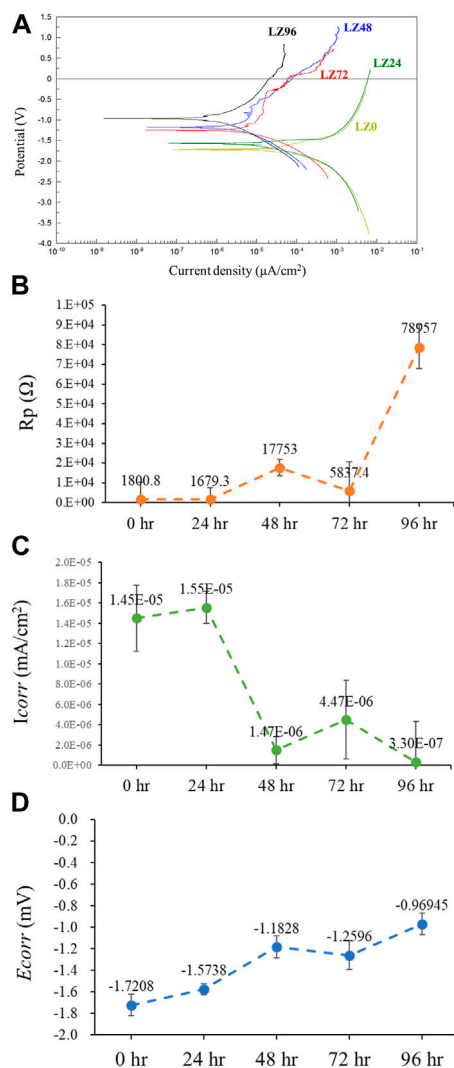 A
1.5
1.0
0.5
0
-0.5
-1.0
-1.5
-2.0
-2.5
-3.0
-3.5
-4.0
Potential (V)
LZ96
LZ48
LZ72
LZ24
LZ0
10⁻⁹ 10⁻⁸ 10⁻⁷ 10⁻⁶ 10⁻⁵ 10⁻⁴ 10⁻³ 10⁻² 10⁻¹
Current density (μA/cm²)
B
1.E+05
9.E+04
8.E+04
7.E+04
6.E+04
5.E+04
4.E+04
3.E+04
2.E+04
1.E+04
0.E+00
Rp (Ω)
1800.8
1679.3
17753
5837.4
78957
0 hr 24 hr 48 hr 72 hr 96 hr
C
2.0E-05
1.8E-05
1.6E-05
1.4E-05
1.2E-05
1.0E-05
8.0E-06
6.0E-06
4.0E-06
2.0E-06
0.0E+00
Icorr (mA/cm²)
1.45E-05
1.55E-05
1.47E-06
4.47E-06
3.30E-07
0 hr 24 hr 48 hr 72 hr 96 hr
D
0.0
-0.2
-0.4
-0.6
-0.8
-1.0
-1.2
-1.4
-1.6
-1.8
-2.0
Ecorr (mV)
-1.7208
-1.5738
-1.1828
-1.2596
-0.96945
0 hr 24 hr 48 hr 72 hr 96 hr